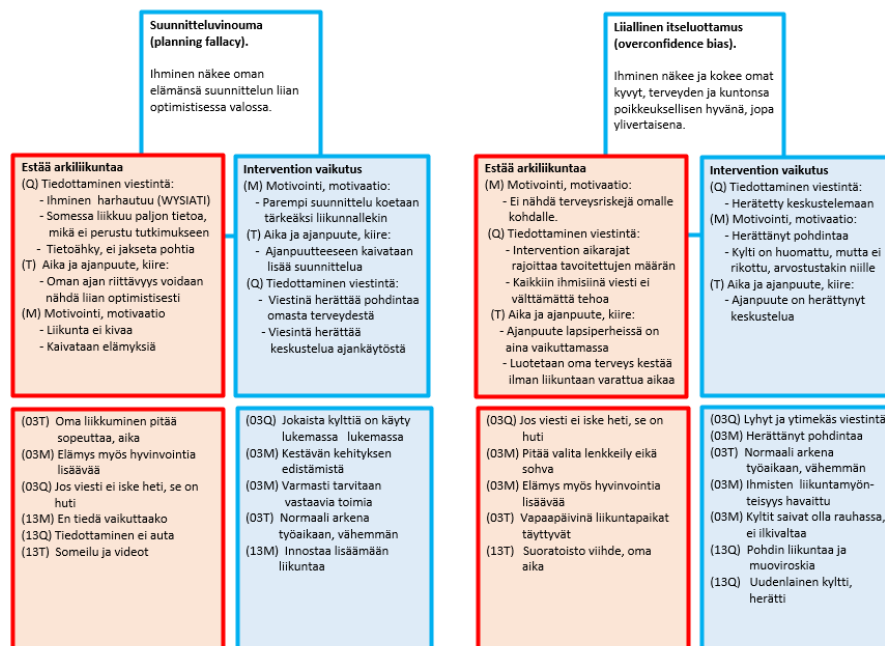 Suunnitteluvinouma
(planning fallacy).
Ihminen näkee oman
elämänsä suunnittelun liian
optimistisessa valossa.
Estää arkiliikuntaa
(Q) Tiedottaminen viestintä:
- Ihminen harhautuu (WYSIATI)
- Somessa liikkuu paljon tietoa,
mikä ei perustu tutkimukseen
- Tietoähky, ei jakseta pohtia
(T) Aika ja ajanpuute, kiire:
- Oman ajan riittävyys voidaan
nähdä liian optimistisesti
(M) Motivointi, motivaatio
- Liikunta ei kivaa
- Kaivataan elämyksiä
Intervention vaikutus
(M) Motivointi, motivaatio:
- Parempi suunnittelu koetaan
tärkeäksi liikunnallekin
(T) Aika ja ajanpuute, kiire:
- Ajanpuutteeseen kaivataan
lisää suunnittelua
(Q) Tiedottaminen viestintä:
- Viestinä herättää pohdintaa
omasta terveydestä
- Viesintä herättää
keskustelua ajankäytöstä
(03T) Oma liikkuminen pitää
sopeuttaa, aika
(03M) Elämys myös hyvinvointia
lisäävää
(03Q) Jos viesti ei iske heti, se on
huti
(13M) En tiedä vaikuttaako
(13Q) Tiedottaminen ei auta
(13T) Someilu ja videot
(03Q) Jokaista kylttiä on käyty
lukemassa lukemassa
(03M) Kestävän kehityksen
edistämistä
(03M) Varmasti tarvitaan
vastaavia toimia
(03T) Normaali arkena
työaikaan, vähemmän
(13M) Innostaa lisäämään
liikuntaa
Liiallinen itseluottamus
(overconfidence bias).
Ihminen näkee ja kokee omat
kyvyt, terveyden ja kuntonsa
poikkeuksellisen hyvänä, jopa
ylivertaisena.
Estää arkiliikuntaa
(M) Motivointi, motivaatio:
- Ei nähdä terveysriskejä omalle
kohdalle.
(Q) Tiedottaminen viestintä:
- Intervention aikarajat
rajoittaa tavoitettujen määrän
- Kaikkiin ihmisiinä viesti ei
välttämättä tehoa
(T) Aika ja ajanpuute, kiire:
- Ajanpuute lapsiperheissä on
aina vaikuttamassa
- Luotetaan oma terveys kestää
ilman liikuntaan varattua aikaa
Intervention vaikutus
(Q) Tiedottaminen viestintä:
- Herätetty keskustelemaan
(M) Motivointi, motivaatio:
- Herättänyt pohdintaa
- Kylti on huomattu, mutta ei
rikottu, arvostustakin niille
(T) Aika ja ajanpuute, kiire:
- Ajanpuute on herättynyt
keskustelua
(03Q) Jos viesti ei iske heti, se on
huti
(03M) Pitää valita lenkkeily eikä
sohva
(03M) Elämys myös hyvinvointia
lisäävää
(03T) Vapaapäivinä liikuntapaikat
täyttyvät
(13T) Suoratoisto viihde, oma
aika
(03Q) Lyhyt ja ytimekäs viestintä
(03M) Herättänyt pohdintaa
(03T) Normaali arkena
työaikaan, vähemmän
(03M) Ihmisten liikuntamyön-
teisyys havaittu
(03M) Kyltit saivat olla rauhassa,
ei ilkivaltaa
(13Q) Pohdin liikuntaa ja
muoviroskia
(13Q) Uudenlainen kyltti,
herätti